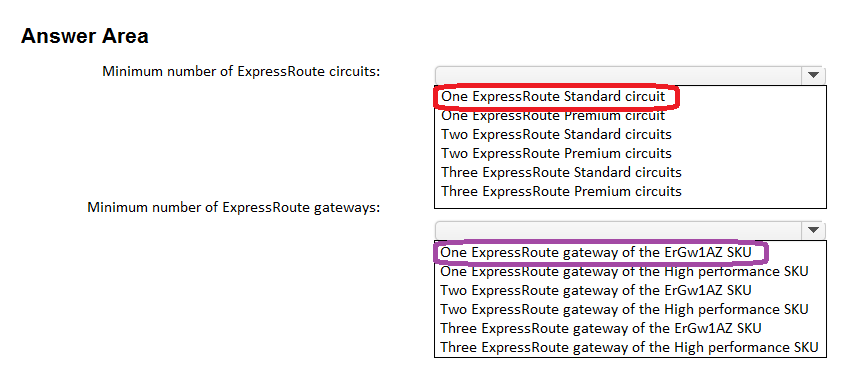 Answer Area
Minimum number of ExpressRoute circuits:
One ExpressRoute Standard circuit
One ExpressRoute Premium circuit
Two ExpressRoute Standard circuits
Two ExpressRoute Premium circuits
Three ExpressRoute Standard circuits
Three ExpressRoute Premium circuits
Minimum number of ExpressRoute gateways:
One ExpressRoute gateway of the ErGw1AZ SKU
One ExpressRoute gateway of the High performance SKU
Two ExpressRoute gateway of the ErGw1AZ SKU
Two ExpressRoute gateway of the High performance SKU
Three ExpressRoute gateway of the ErGw1AZ SKU
Three ExpressRoute gateway of the High performance SKU